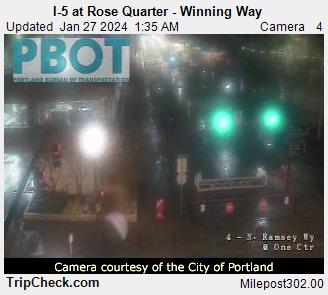 I-5 at Rose Quarter - Winning Way
Updated Jan 27 2024 1:35 AM Camera 4
PBOT
PORTLAND BUREAU OF TRANSPORTATION
4 - N. Ramsey Wy
@ One Ctr
Camera courtesy of the City of Portland
TripCheck.com Milepost302.00